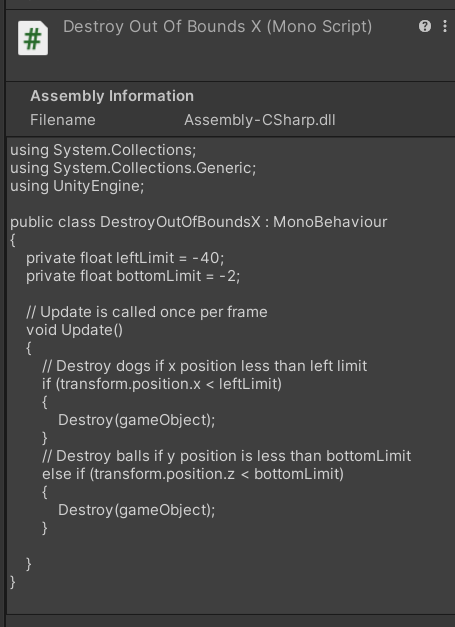 #
Destroy Out Of Bounds X (Mono Script)
?
Assembly Information
Filename Assembly-CSharp.dll
using System.Collections;
using System.Collections.Generic;
using UnityEngine;

public class DestroyOutOfBoundsX : MonoBehaviour
{
    private float leftLimit = -40;
    private float bottomLimit = -2;

    // Update is called once per frame
    void Update()
    {
        // Destroy dogs if x position less than left limit
        if (transform.position.x < leftLimit)
        {
            Destroy(gameObject);
        }
        // Destroy balls if y position is less than bottomLimit
        else if (transform.position.z < bottomLimit)
        {
            Destroy(gameObject);
        }

    }
}